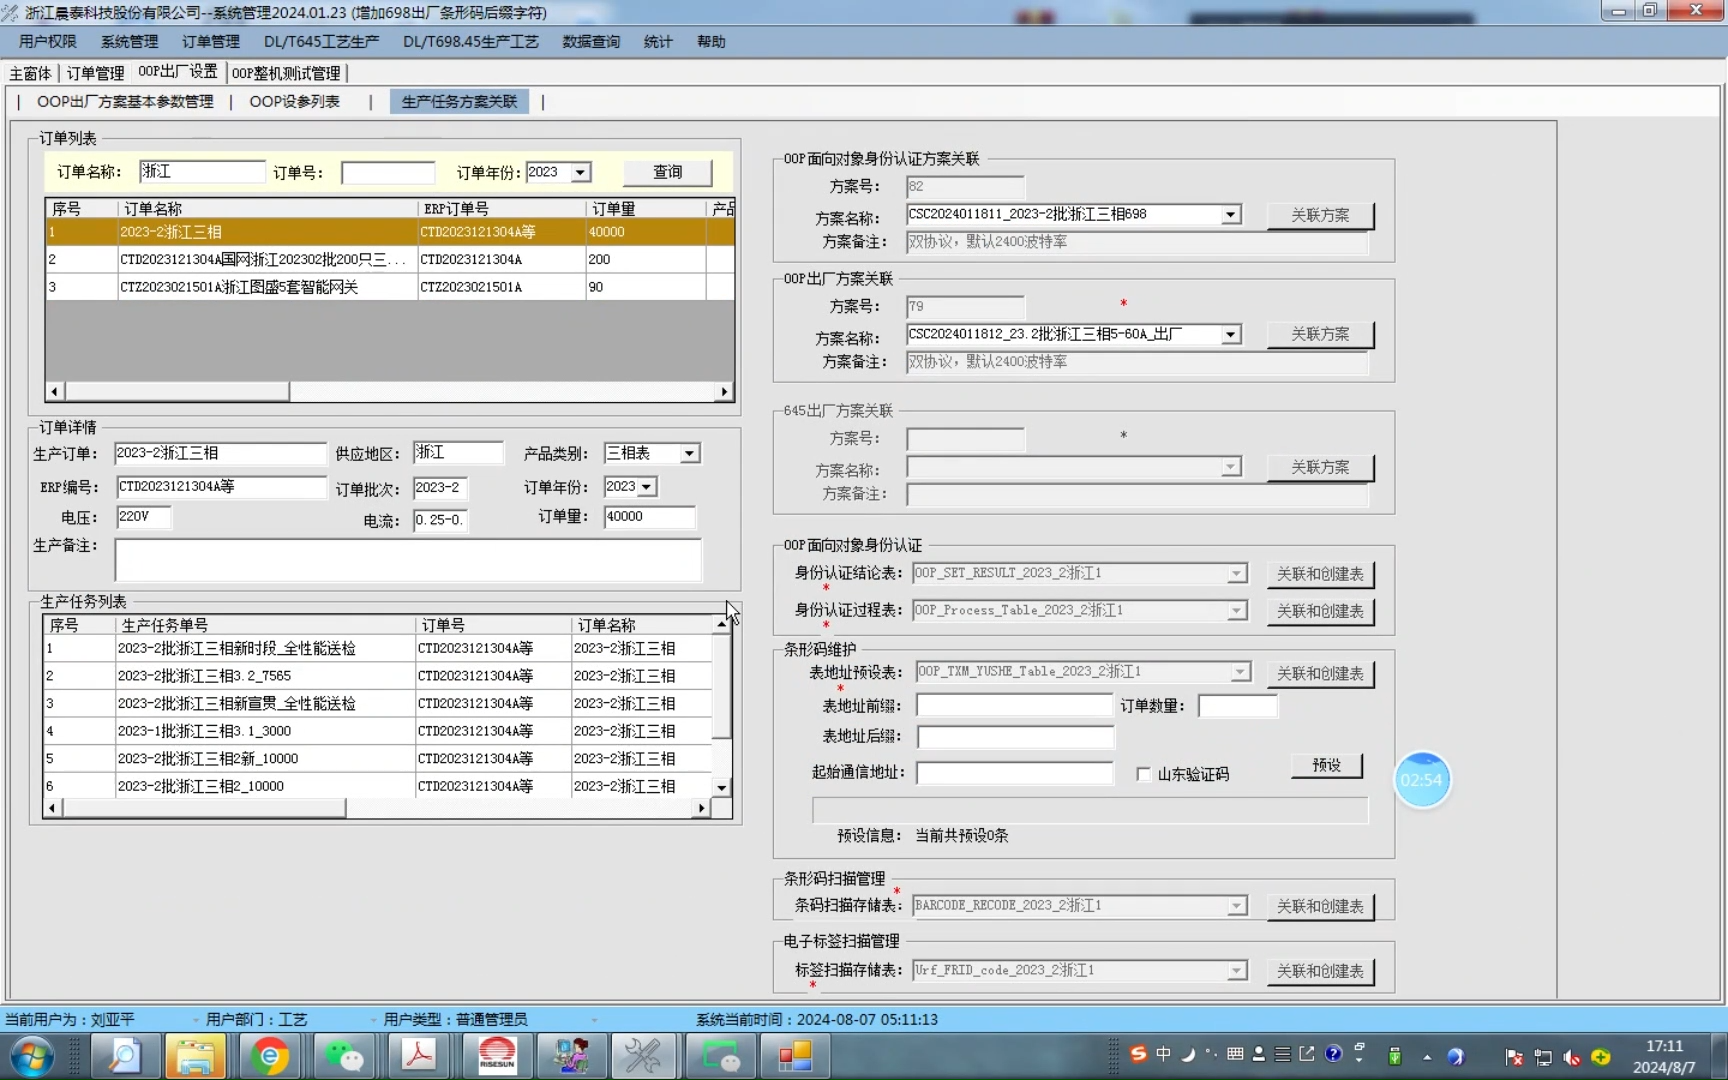 浙江晨泰科技股份有限公司--系统管理2024.01.23 (增加698出厂条形码后缀字符)
用户权限 系统管理 订单管理 DL/T645工艺生产 DL/T698.45生产工艺 数据查询 统计 帮助
主窗体 订单管理 OOP出厂设置 OOP整机测试管理
OOP出厂方案基本参数管理 | OOP设参列表 | 生产任务方案关联 |
订单列表
订单名称: 浙江 订单号: 订单年份: 2023 查询
序号 订单名称 ERP订单号 订单量 产品
1 2023-2浙江三相 CTD2023121304A等 40000
2 CTD2023121304A国网浙江202302批200只三... CTD2023121304A 200
3 CTZ2023021501A浙江图盛5套智能网关 CTZ2023021501A 90
订单详情
生产订单: 2023-2浙江三相 供应地区: 浙江 产品类别: 三相表
ERP编号: CTD2023121304A等 订单批次: 2023-2 订单年份: 2023
电压: 220V 电流: 0.25-0. 订单量: 40000
生产备注:
生产任务列表
序号 生产任务单号 订单号 订单名称
1 2023-2批浙江三相新时段_全性能送检 CTD2023121304A等 2023-2浙江三相
2 2023-2批浙江三相3.2_7565 CTD2023121304A等 2023-2浙江三相
3 2023-2批浙江三相新宣贯_全性能送检 CTD2023121304A等 2023-2浙江三相
4 2023-1批浙江三相3.1_3000 CTD2023121304A等 2023-2浙江三相
5 2023-2批浙江三相2新_10000 CTD2023121304A等 2023-2浙江三相
6 2023-2批浙江三相2_10000 CTD2023121304A等 2023-2浙江三相
OOP面向对象身份认证方案关联
方案号: 82
方案名称: CSC2024011811_2023-2批浙江三相698 关联方案
方案备注: 双协议，默认2400波特率
OOP出厂方案关联
方案号: 79 *
方案名称: CSC2024011812_23.2批浙江三相5-60A_出厂 关联方案
方案备注: 双协议，默认2400波特率
645出厂方案关联
方案号: *
方案名称: 关联方案
方案备注:
OOP面向对象身份认证
身份认证结论表: OOP_SET_RESULT_2023_2浙江1 关联和创建表
*
身份认证过程表: OOP_Process_Table_2023_2浙江1 关联和创建表
*
条形码维护
表地址预设表: OOP_TXM_YUSHE_Table_2023_2浙江1 关联和创建表
*
表地址前缀: 订单数量:
表地址后缀:
起始通信地址: 山东验证码 预设
预设信息: 当前共预设0条
02:54
条形码扫描管理
*
条码扫描存储表: BARCODE_RECODE_2023_2浙江1 关联和创建表
电子标签扫描管理
标签扫描存储表: Urf_FRID_code_2023_2浙江1 关联和创建表
*
当前用户为：刘亚平 - 用户部门：工艺 - 用户类型：普通管理员 - 系统当前时间：2024-08-07 05:11:13
RISESUN
S 中
17:11
2024/8/7